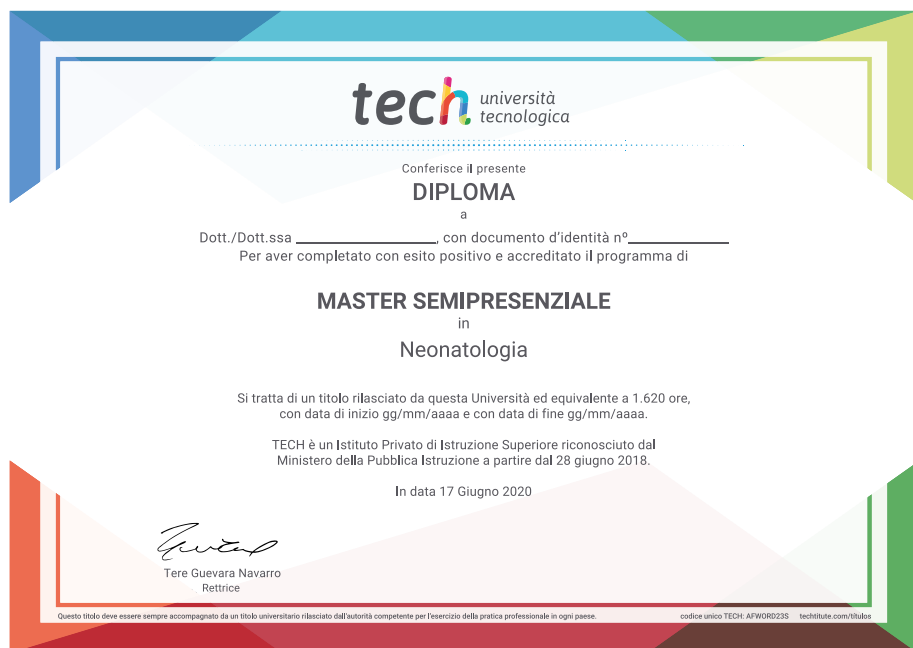 tech università
tecnologica
Conferisce il presente
DIPLOMA
a
Dott./Dott.ssa ________________, con documento d'identità nº____________
Per aver completato con esito positivo e accreditato il programma di
MASTER SEMIPRESENZIALE
in
Neonatologia
Si tratta di un titolo rilasciato da questa Università ed equivalente a 1.620 ore,
con data di inizio gg/mm/aaaa e con data di fine gg/mm/aaaa.
TECH è un Istituto Privato di Istruzione Superiore riconosciuto dal
Ministero della Pubblica Istruzione a partire dal 28 giugno 2018.
In data 17 Giugno 2020
Tere Guevara Navarro
Rettrice
Questo titolo deve essere sempre accompagnato da un titolo universitario rilasciato dall'autorità competente per l'esercizio della pratica professionale in ogni paese. codice unico TECH: AFWORD23S techtitute.com/títulos